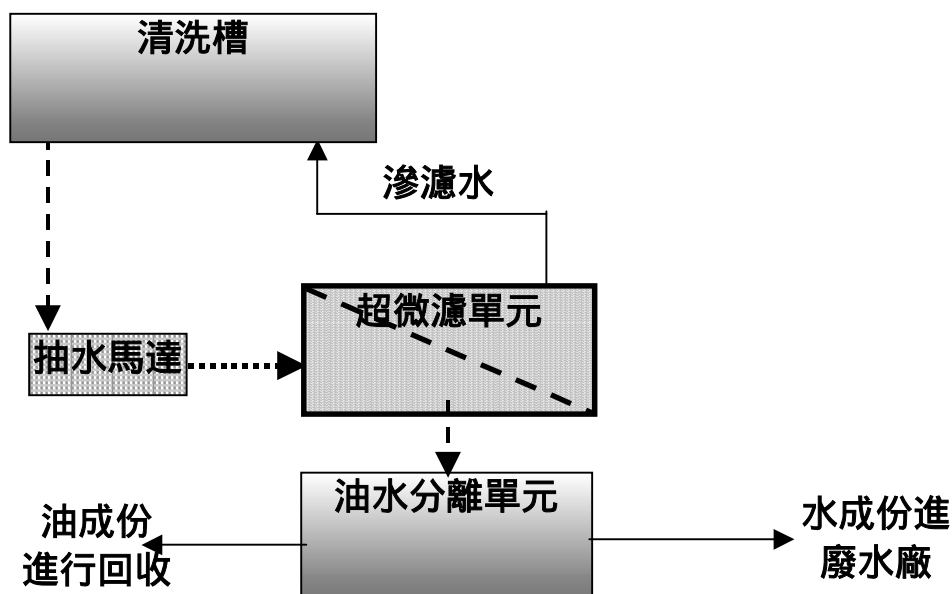 清洗槽
滲濾水
超微濾單元
抽水馬達
油水分離單元
油成份
進行回收
水成份進
廢水廠